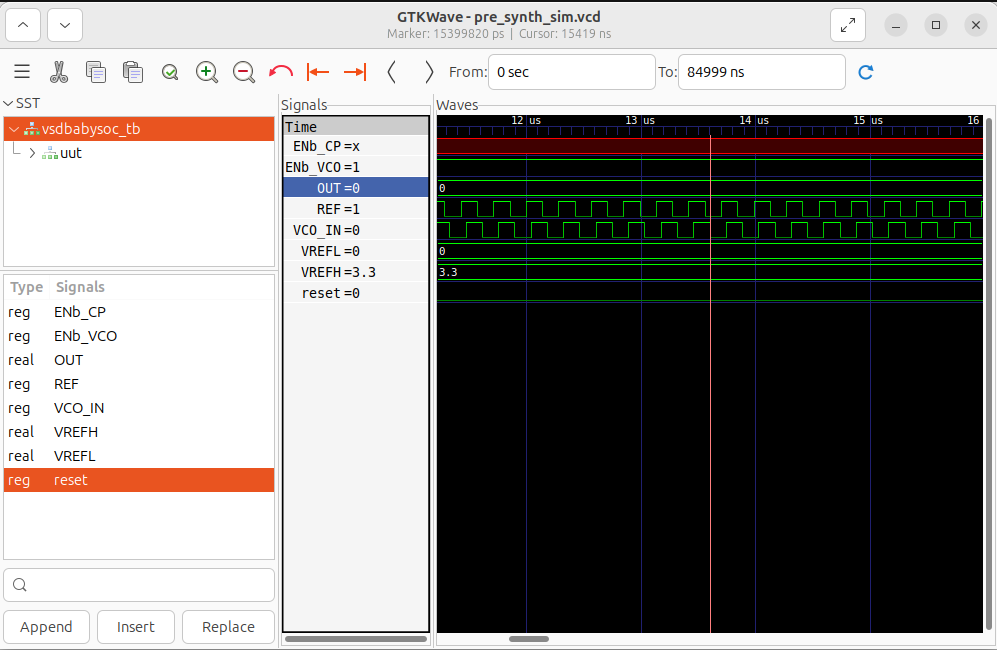 GTKWave - pre_synth_sim.vcd
Marker: 15399820 ps | Cursor: 15419 ns
From: 0 sec To: 84999 ns
SST
vsdbabysoc_tb
uut
Type Signals
reg ENb_CP
reg ENb_VCO
real OUT
reg REF
reg VCO_IN
real VREFH
real VREFL
reg reset
Append Insert Replace
Signals
Time
ENb_CP =x
ENb_VCO =1
OUT =0
REF =1
VCO_IN =0
VREFL =0
VREFH =3.3
reset =0
Waves
12 us 13 us 14 us 15 us 16
0
0
3.3